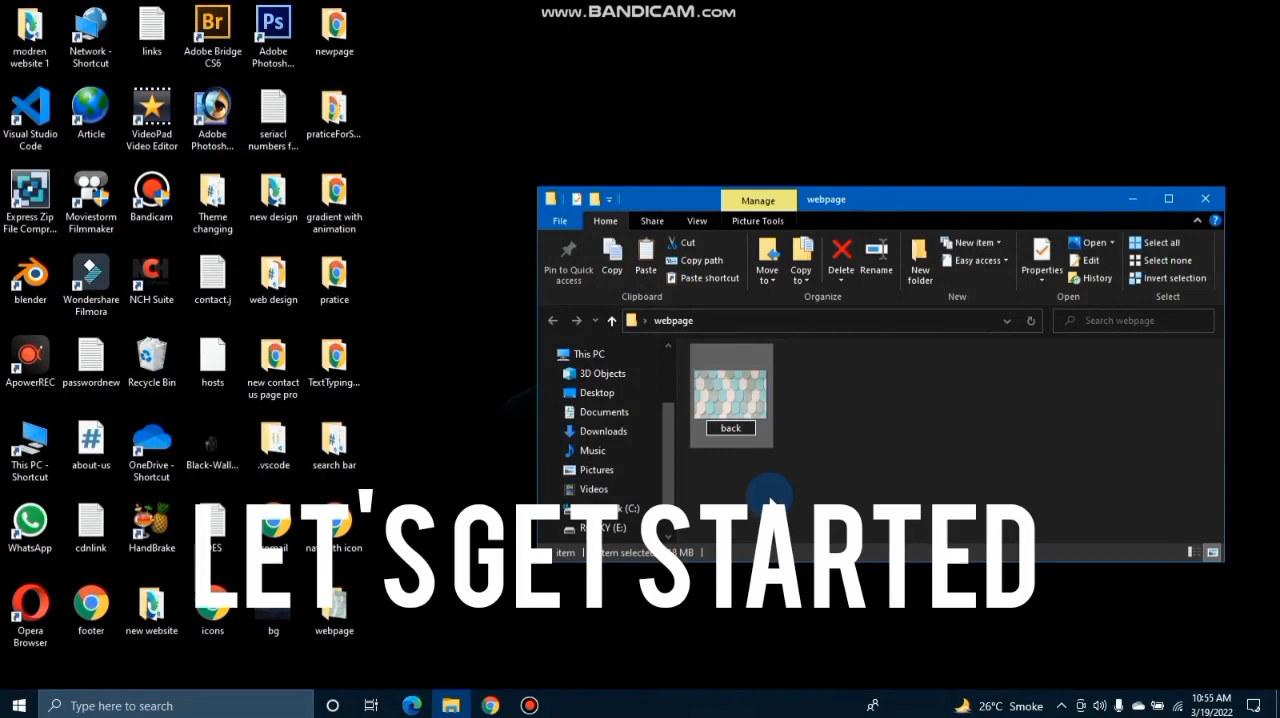 www.BANDICAM.com
modren website 1
Network - Shortcut
links
Adobe Bridge CS6
Adobe Photosh...
newpage
Visual Studio Code
Article
VideoPad Video Editor
Adobe Photosh...
seriacl numbers f...
praticeForS...
Express Zip File Compr...
Moviestorm Filmmaker
Bandicam
Theme changing
new design
gradient with animation
blender
Wondershare Filmora
NCH Suite
contact.j
web design
pratice
ApowerREC
passwordnew
Recycle Bin
hosts
new contact us page pro
TextTyping...
This PC - Shortcut
about-us
OneDrive - Shortcut
Black-Wall...
.vscode
search bar
WhatsApp
cdnlink
HandBrake
Opera Browser
footer
new website
icons
bg
webpage
Manage
webpage
File
Home
Share
View
Picture Tools
Pin to Quick access
Copy
Paste
Cut
Copy path
Paste shortcut
Clipboard
Move to
Copy to
Delete
Rename
Organize
New folder
New item
Easy access
New
Properties
Open
Edit
History
Open
Select all
Select none
Invert selection
Select
webpage
Search webpage
This PC
3D Objects
Desktop
Documents
Downloads
Music
Pictures
Videos
back
LET'S GET STARTED
Type here to search
26°C Smoke
10:55 AM
3/19/2022